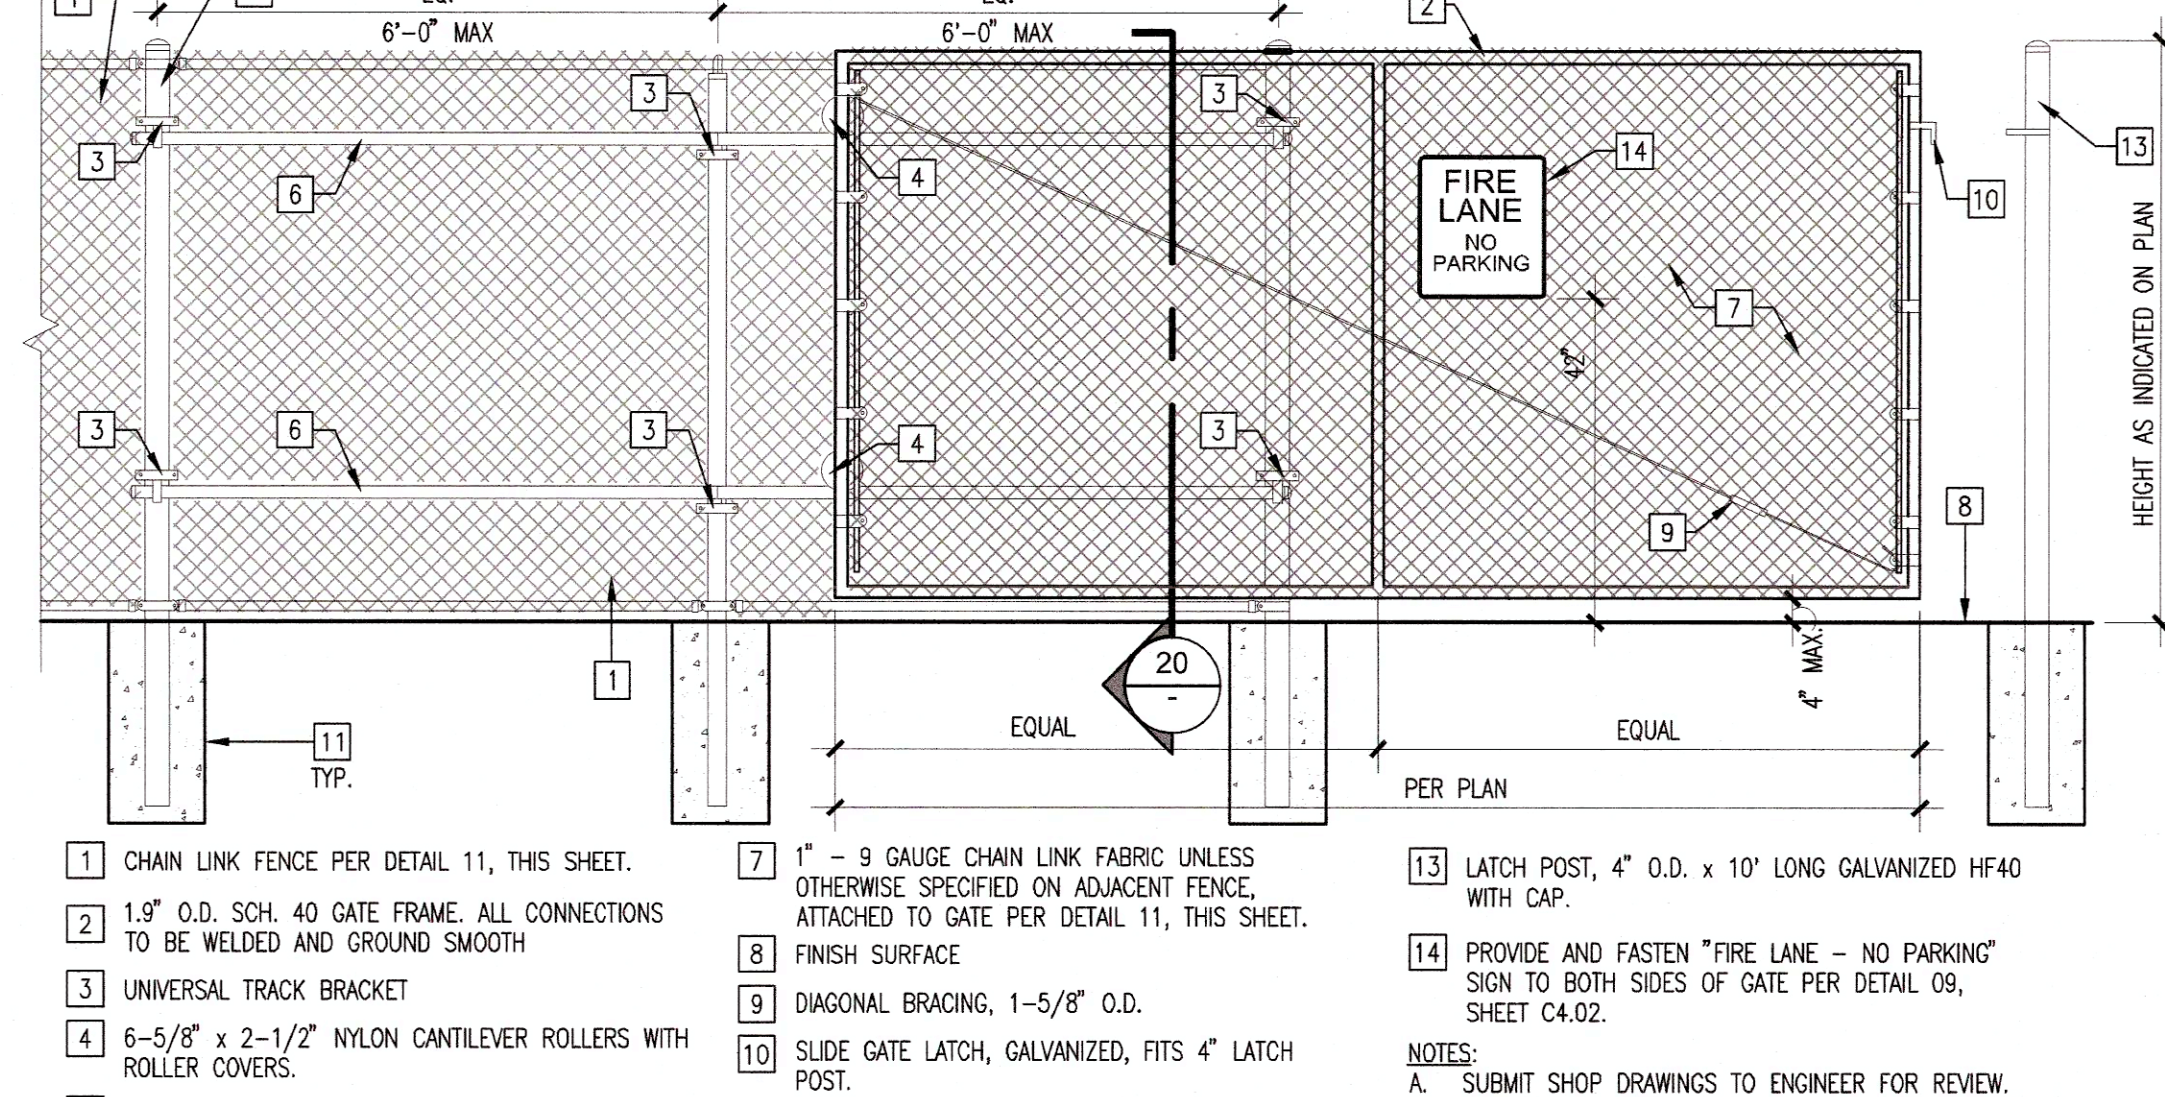 1
EQ.
EQ.
2
6'-0" MAX
6'-0" MAX
3
3
3
4
6
14
13
10
FIRE
LANE
NO
PARKING
7
42"
HEIGHT AS INDICATED ON PLAN
3
6
3
4
3
9
8
1
20
-
4" MAX.
11
TYP.
EQUAL
EQUAL
PER PLAN
1 CHAIN LINK FENCE PER DETAIL 11, THIS SHEET.
2 1.9" O.D. SCH. 40 GATE FRAME. ALL CONNECTIONS
TO BE WELDED AND GROUND SMOOTH
3 UNIVERSAL TRACK BRACKET
4 6-5/8" x 2-1/2" NYLON CANTILEVER ROLLERS WITH
ROLLER COVERS.
7 1" - 9 GAUGE CHAIN LINK FABRIC UNLESS
OTHERWISE SPECIFIED ON ADJACENT FENCE,
ATTACHED TO GATE PER DETAIL 11, THIS SHEET.
8 FINISH SURFACE
9 DIAGONAL BRACING, 1-5/8" O.D.
10 SLIDE GATE LATCH, GALVANIZED, FITS 4" LATCH
POST.
13 LATCH POST, 4" O.D. x 10' LONG GALVANIZED HF40
WITH CAP.
14 PROVIDE AND FASTEN "FIRE LANE - NO PARKING"
SIGN TO BOTH SIDES OF GATE PER DETAIL 09,
SHEET C4.02.
NOTES:
A. SUBMIT SHOP DRAWINGS TO ENGINEER FOR REVIEW.